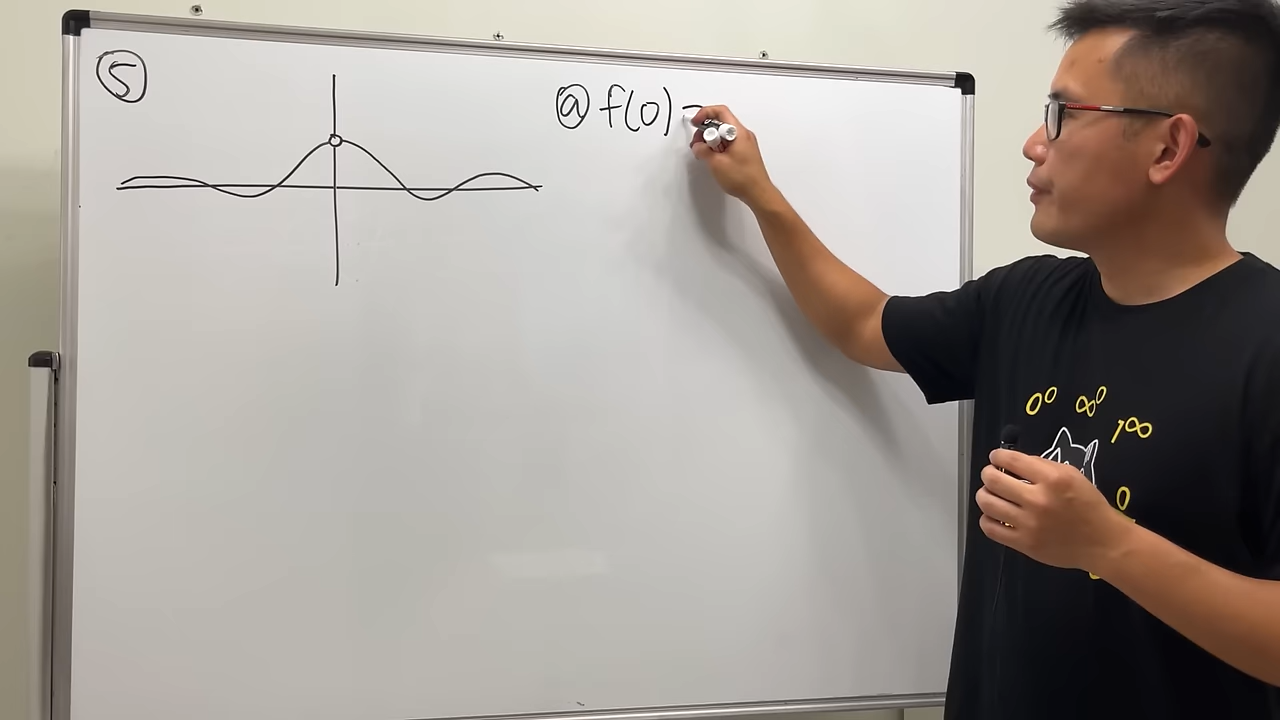 ⑤
ⓐ f(0) =
0⁰ ∞⁰ 1^∞
0